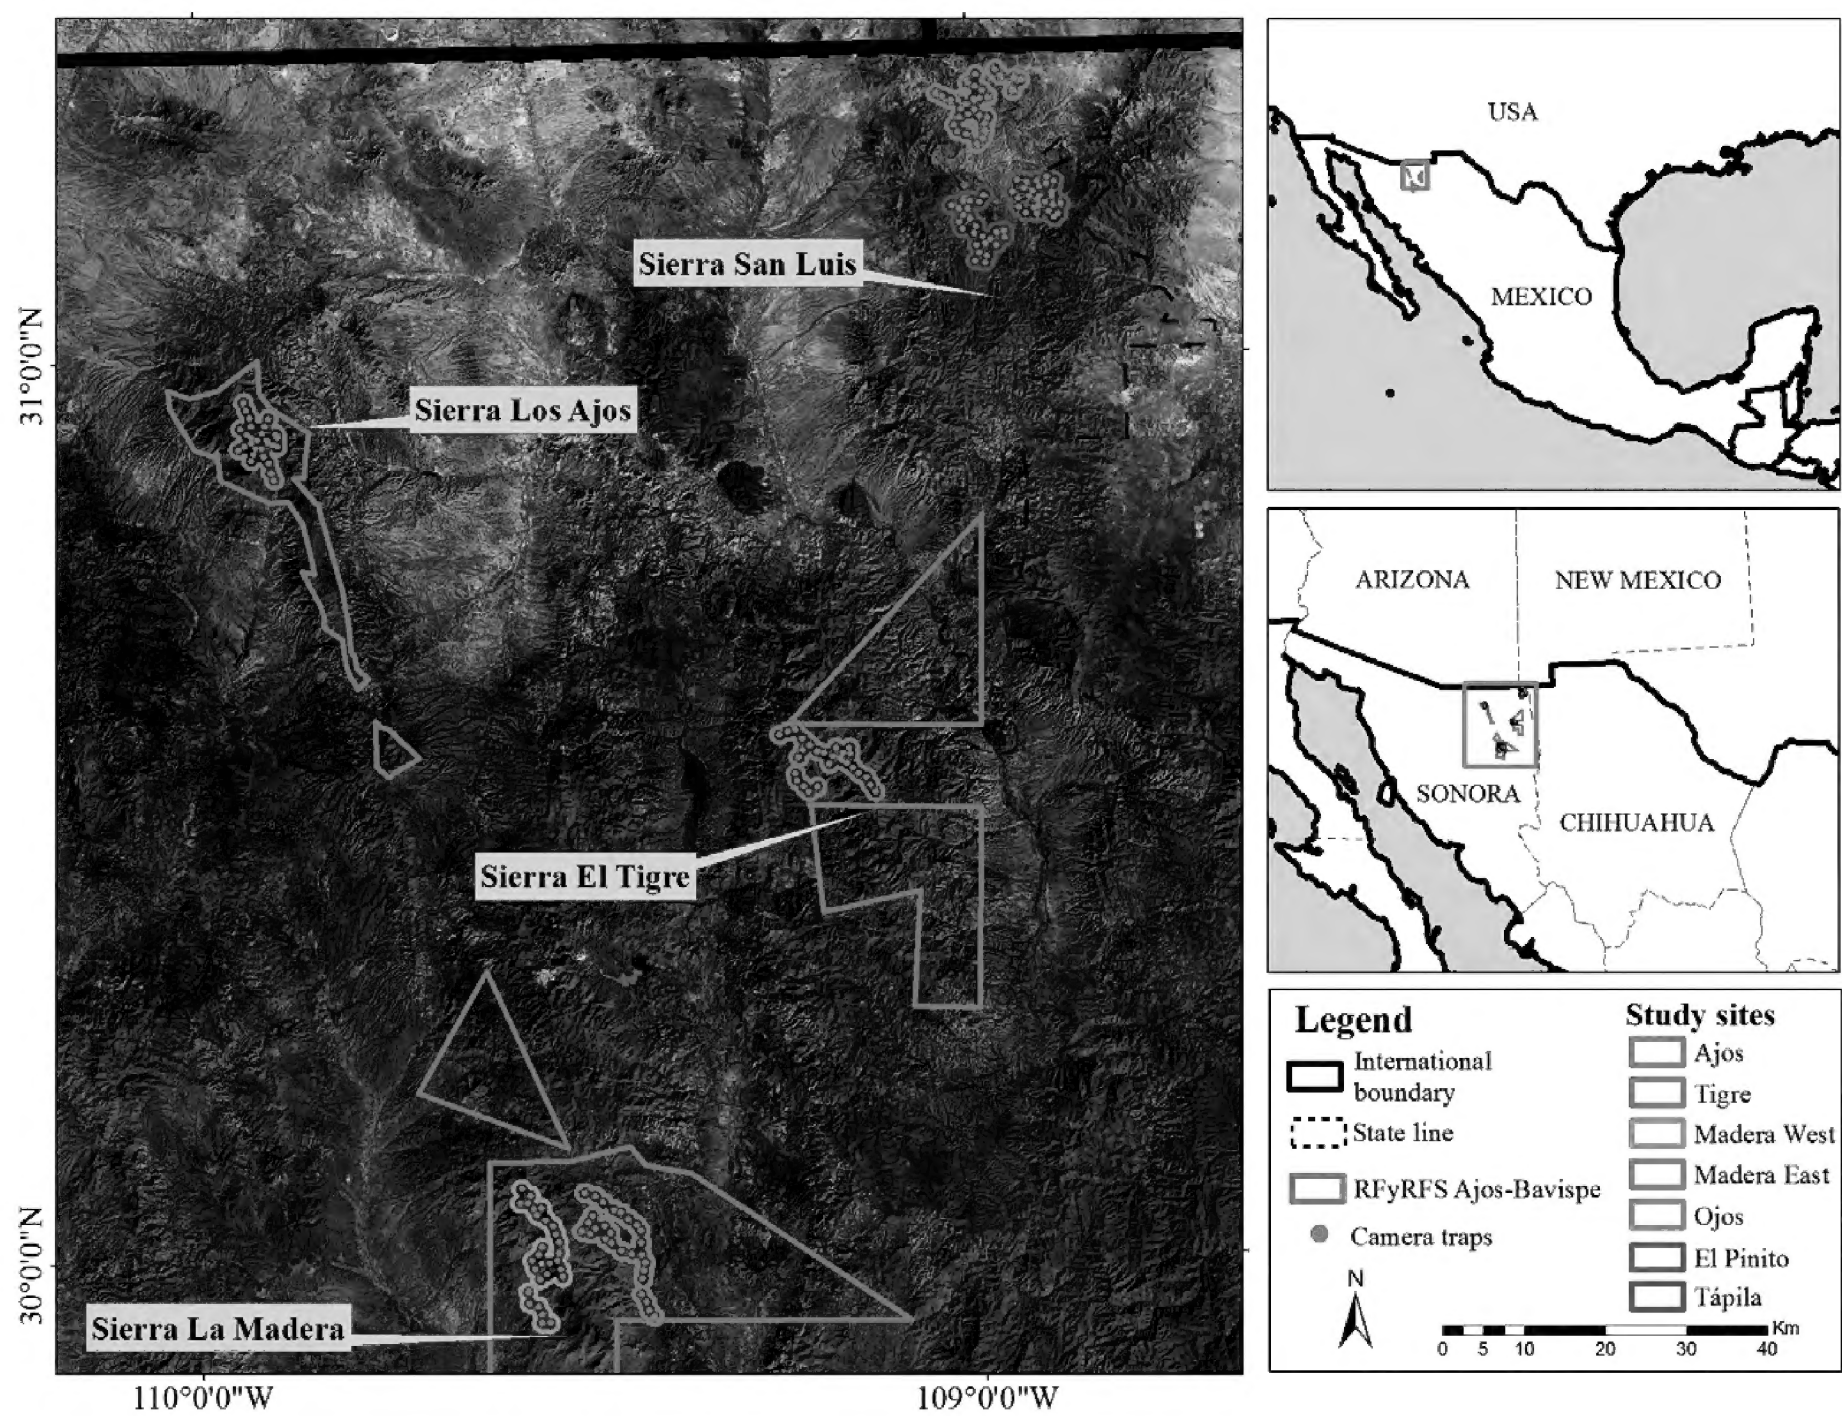 Sierra San Luis
Sierra Los Ajos
Sierra El Tigre
Sierra La Madera
31°0'0"N
30°0'0"N
110°0'0"W
109°0'0"W
USA
MEXICO
ARIZONA
NEW MEXICO
SONORA
CHIHUAHUA
Legend
International
boundary
State line
RFyRFS Ajos-Bavispe
Camera traps
N
Study sites
Ajos
Tigre
Madera West
Madera East
Ojos
El Pinito
Tápila
Km
0 5 10 20 30 40